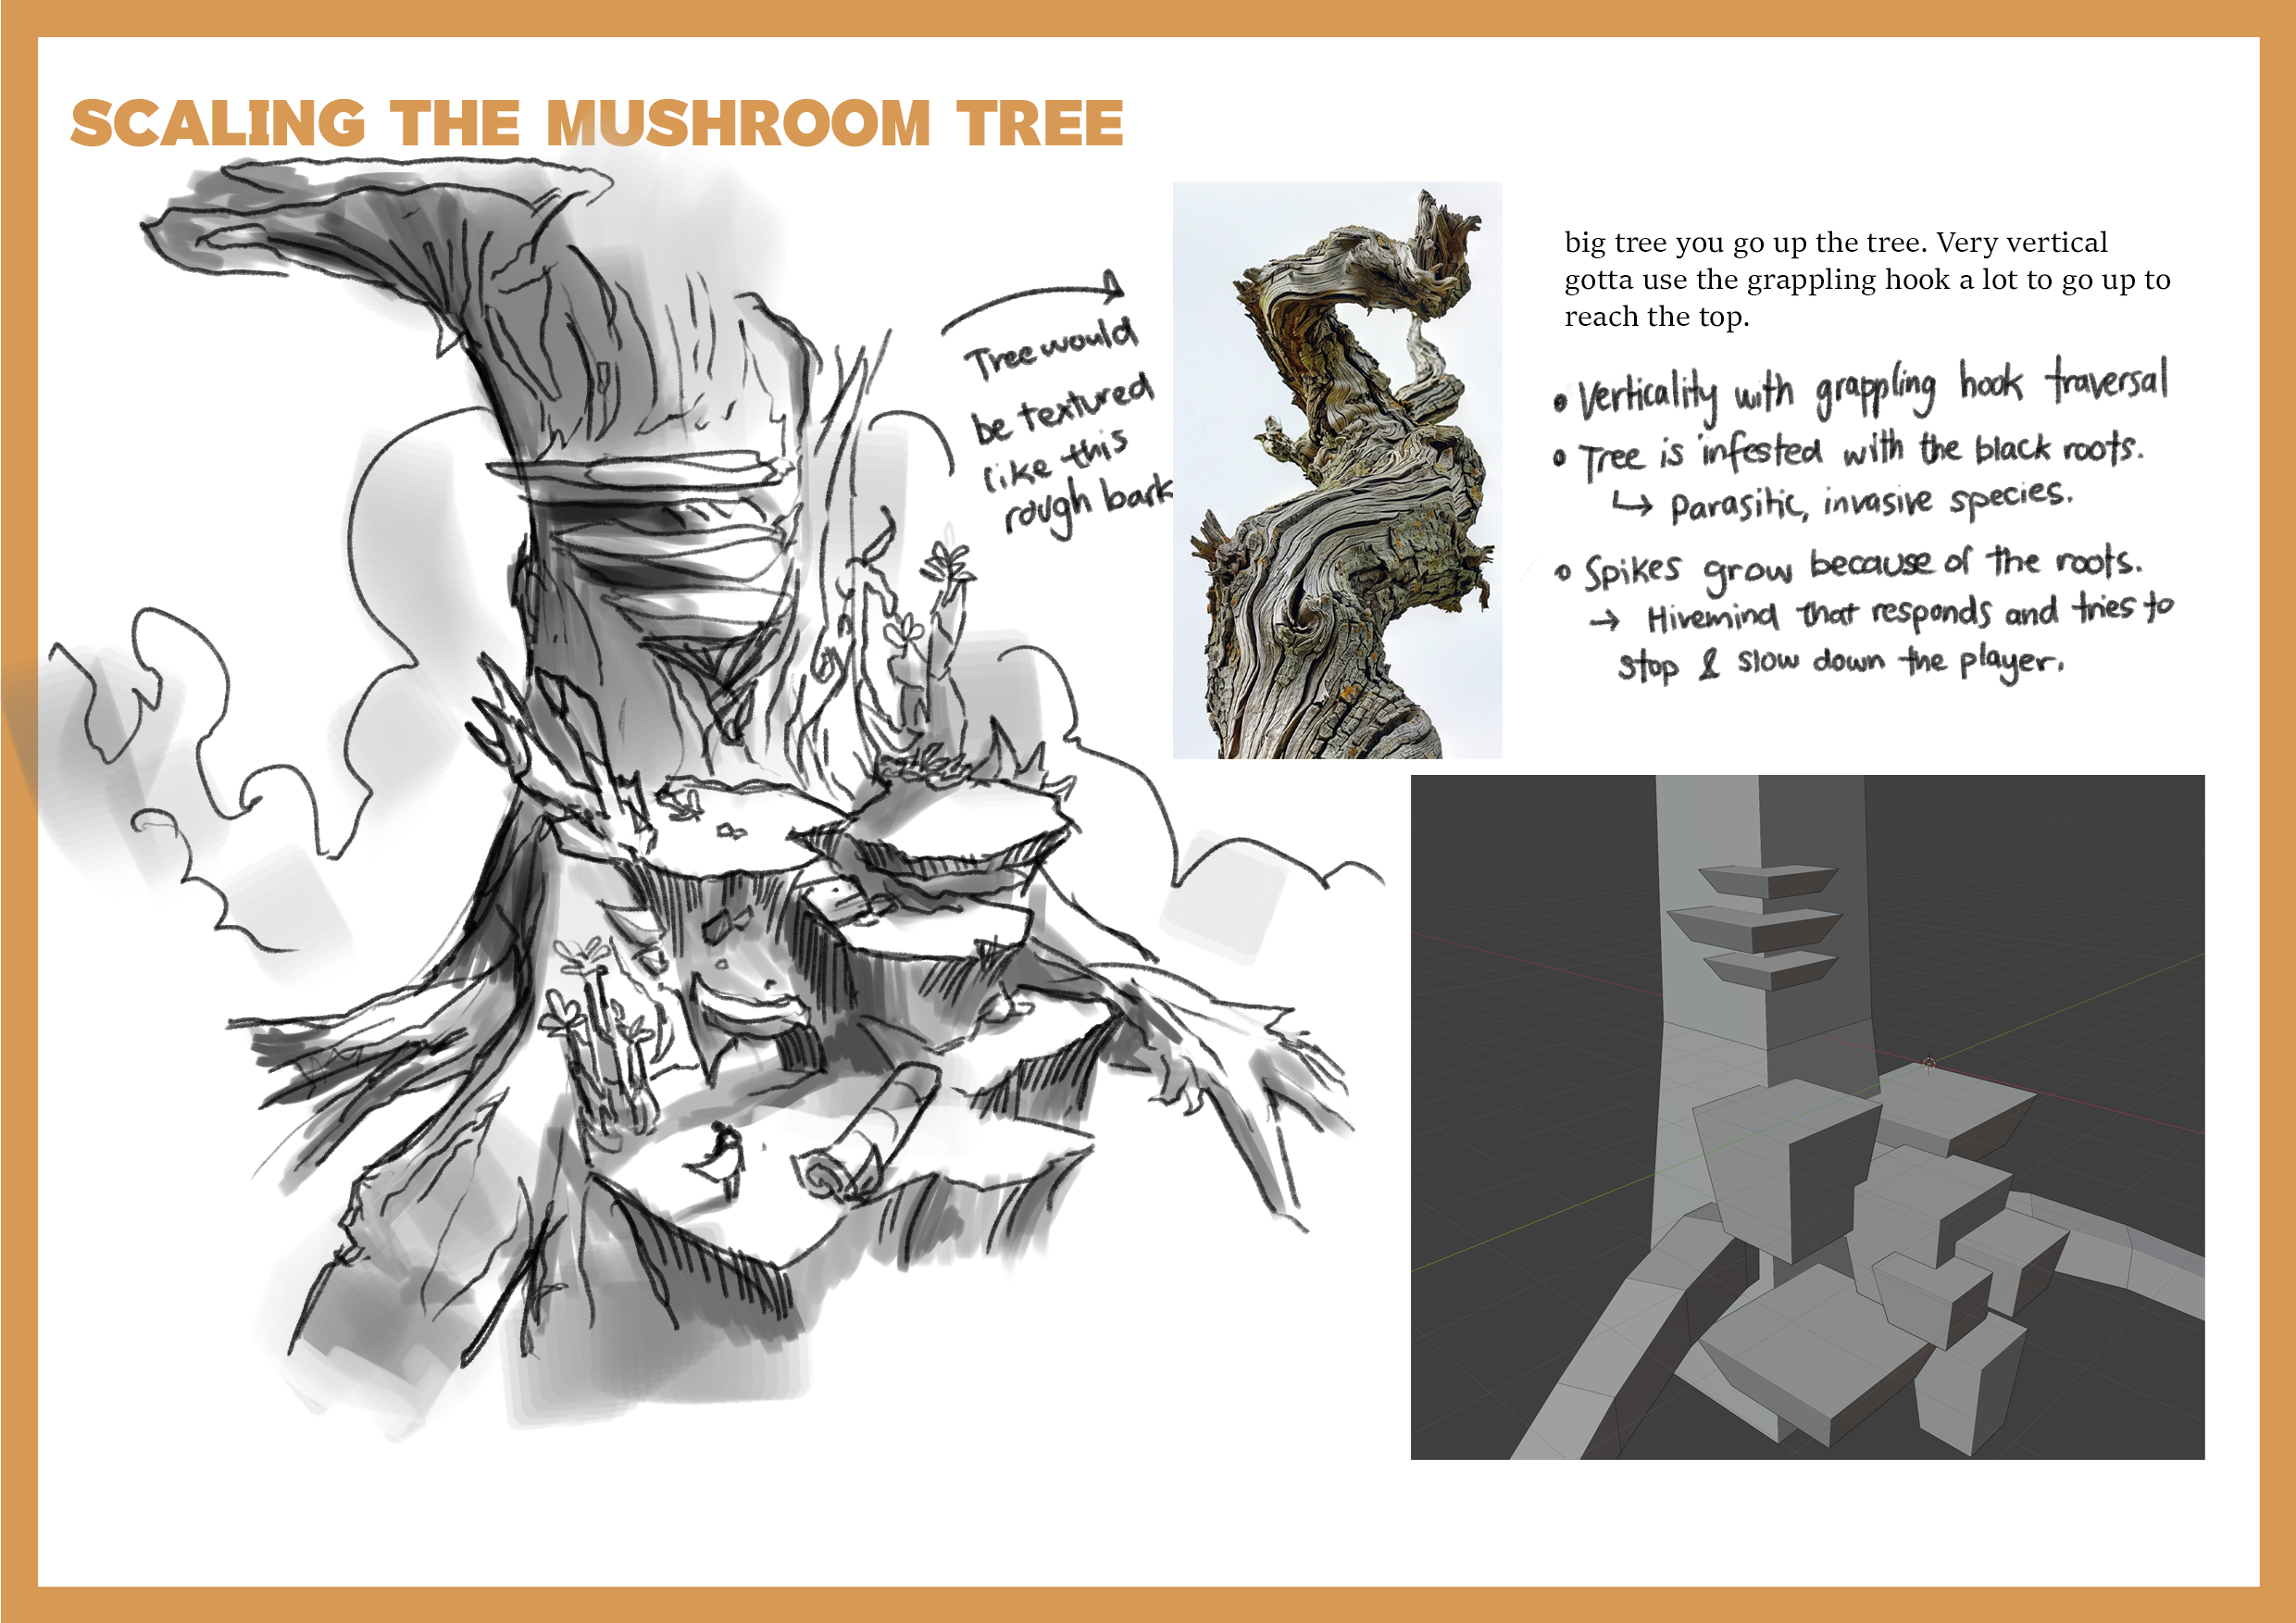 SCALING THE MUSHROOM TREE
Tree would
be textured
like this
rough bark
big tree you go up the tree. Very vertical
gotta use the grappling hook a lot to go up to
reach the top.
• Verticality with grappling hook traversal
• Tree is infested with the black roots.
↳ Parasitic, invasive species.
• Spikes grow because of the roots.
→ Hivemind that responds and tries to
stop & slow down the player.